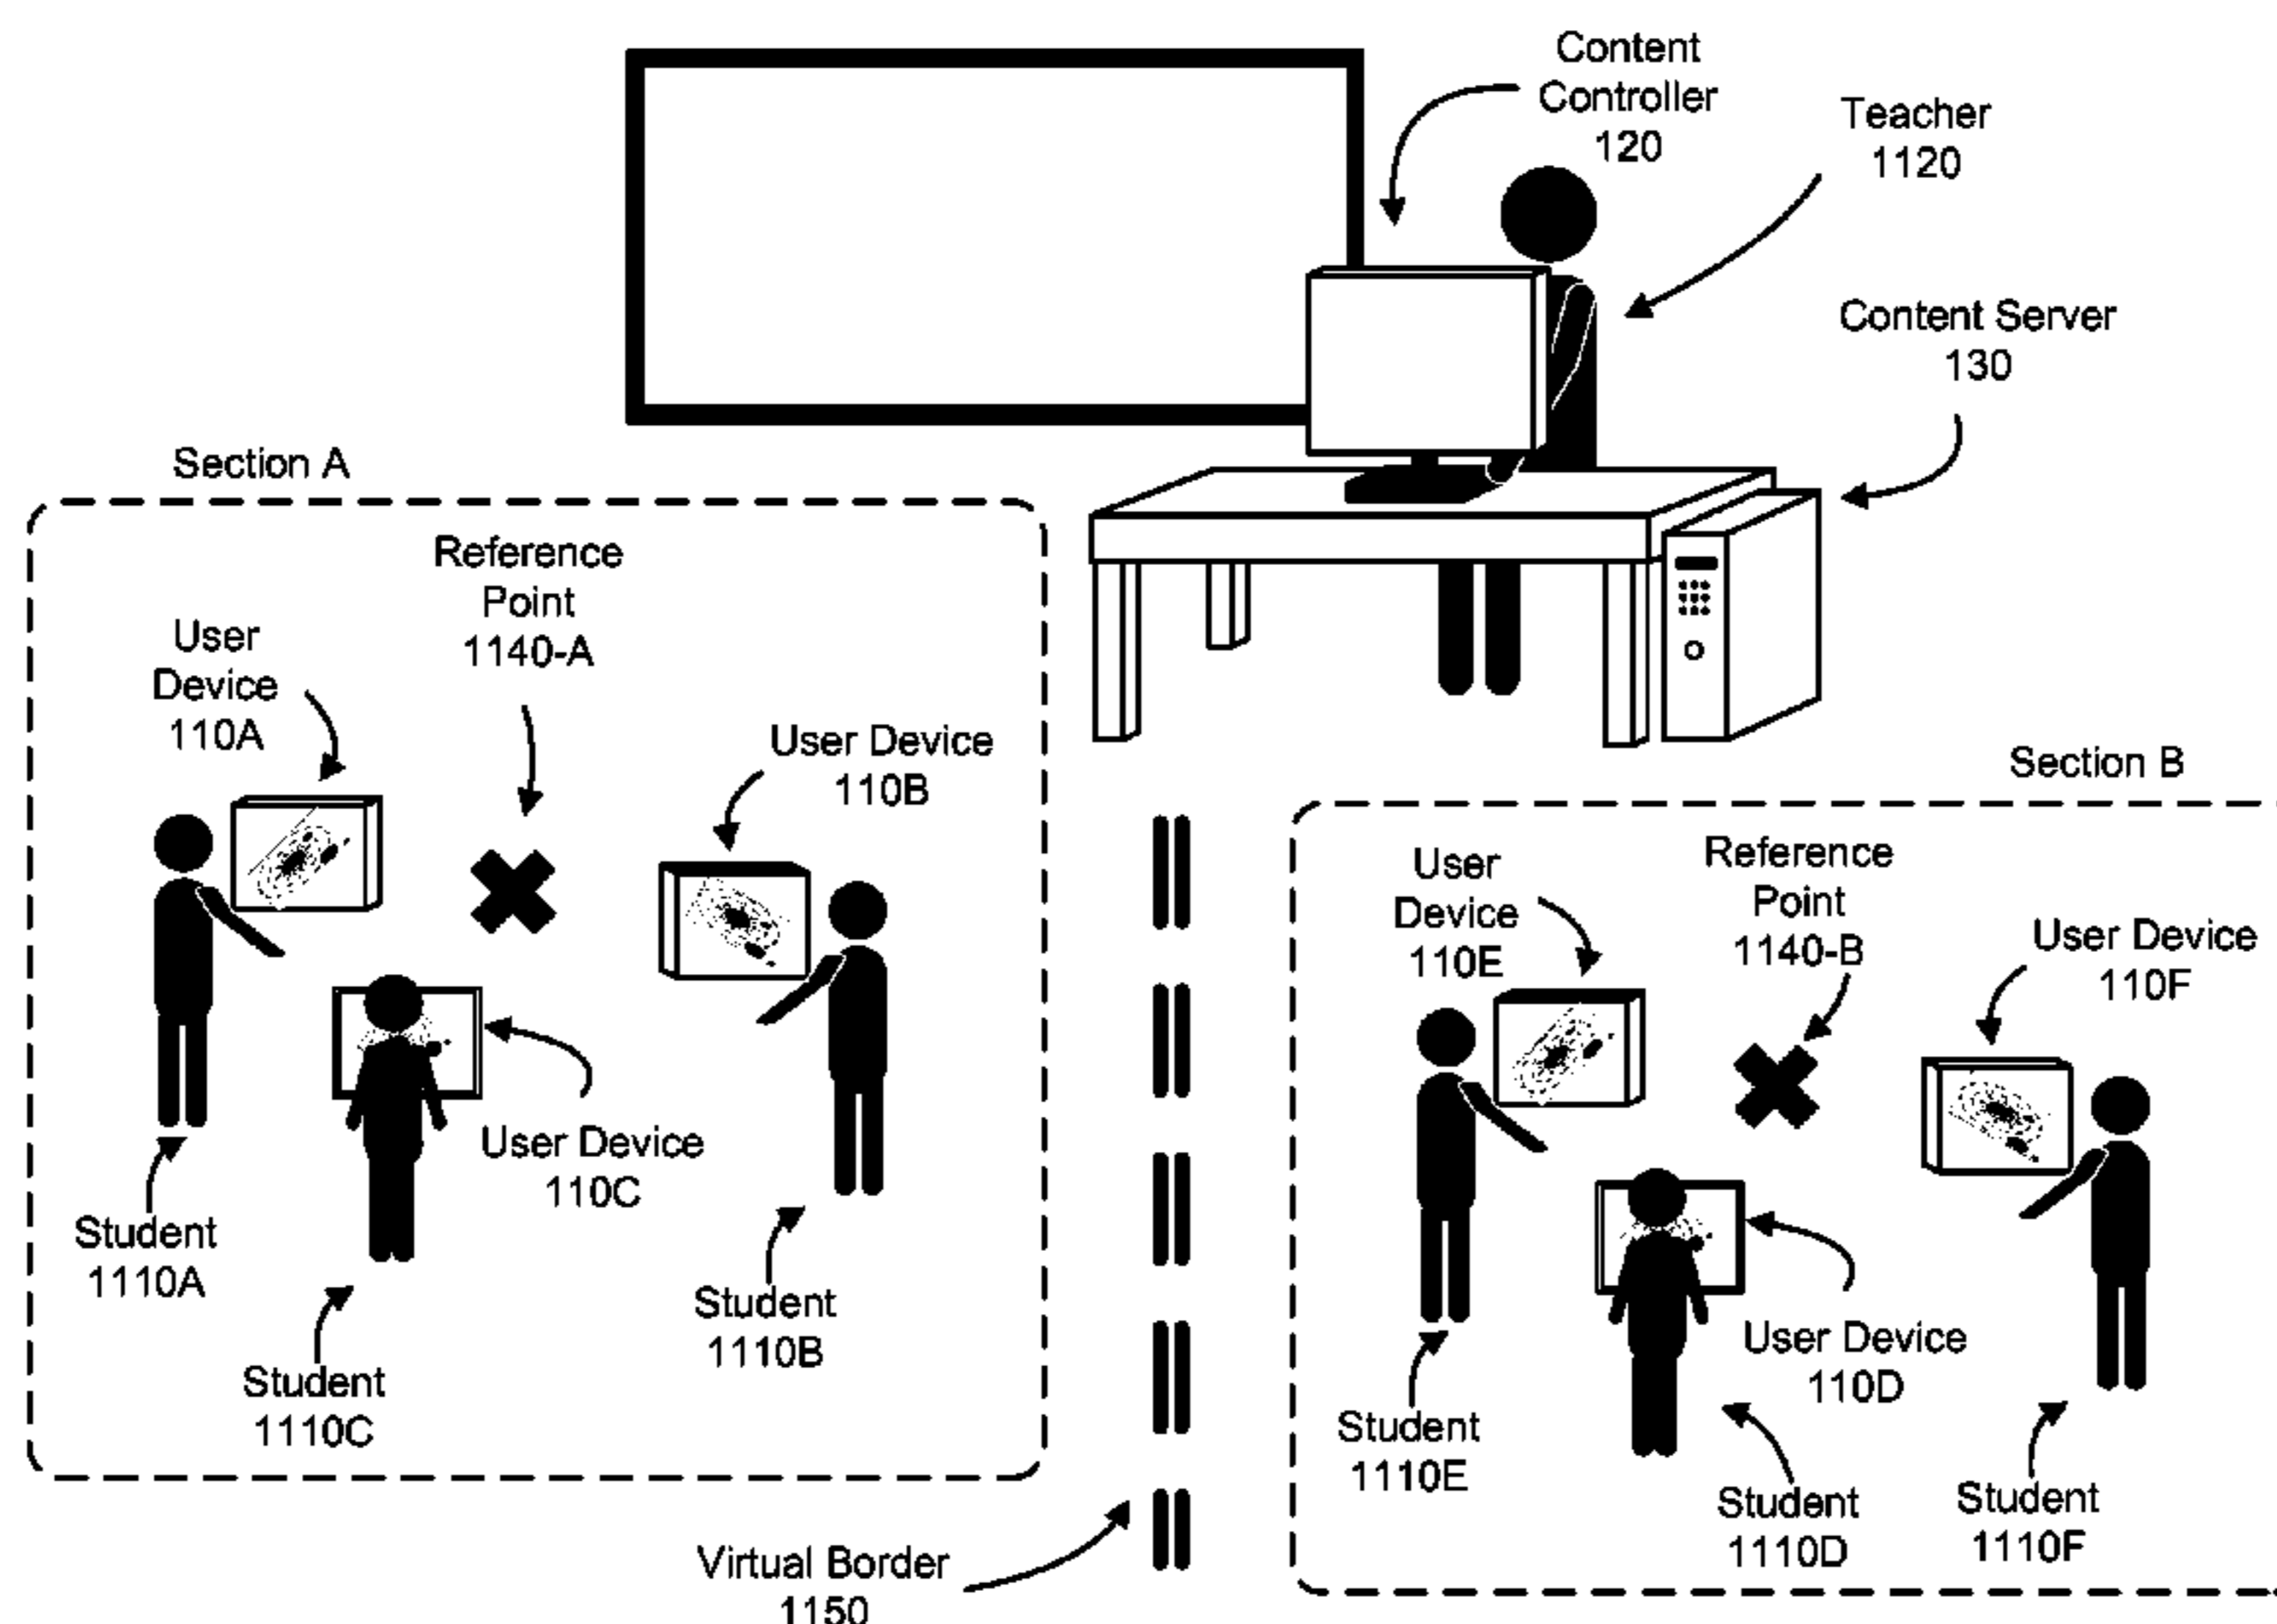 Content
Controller
120
Teacher
1120
Content Server
130
Section A
Reference
Point
1140-A
User
Device
110A
User Device
110B
User Device
110C
Student
1110A
Student
1110B
Student
1110C
Section B
User
Device
110E
Reference
Point
1140-B
User Device
110F
User Device
110D
Student
1110E
Student
1110D
Student
1110F
Virtual Border
1150